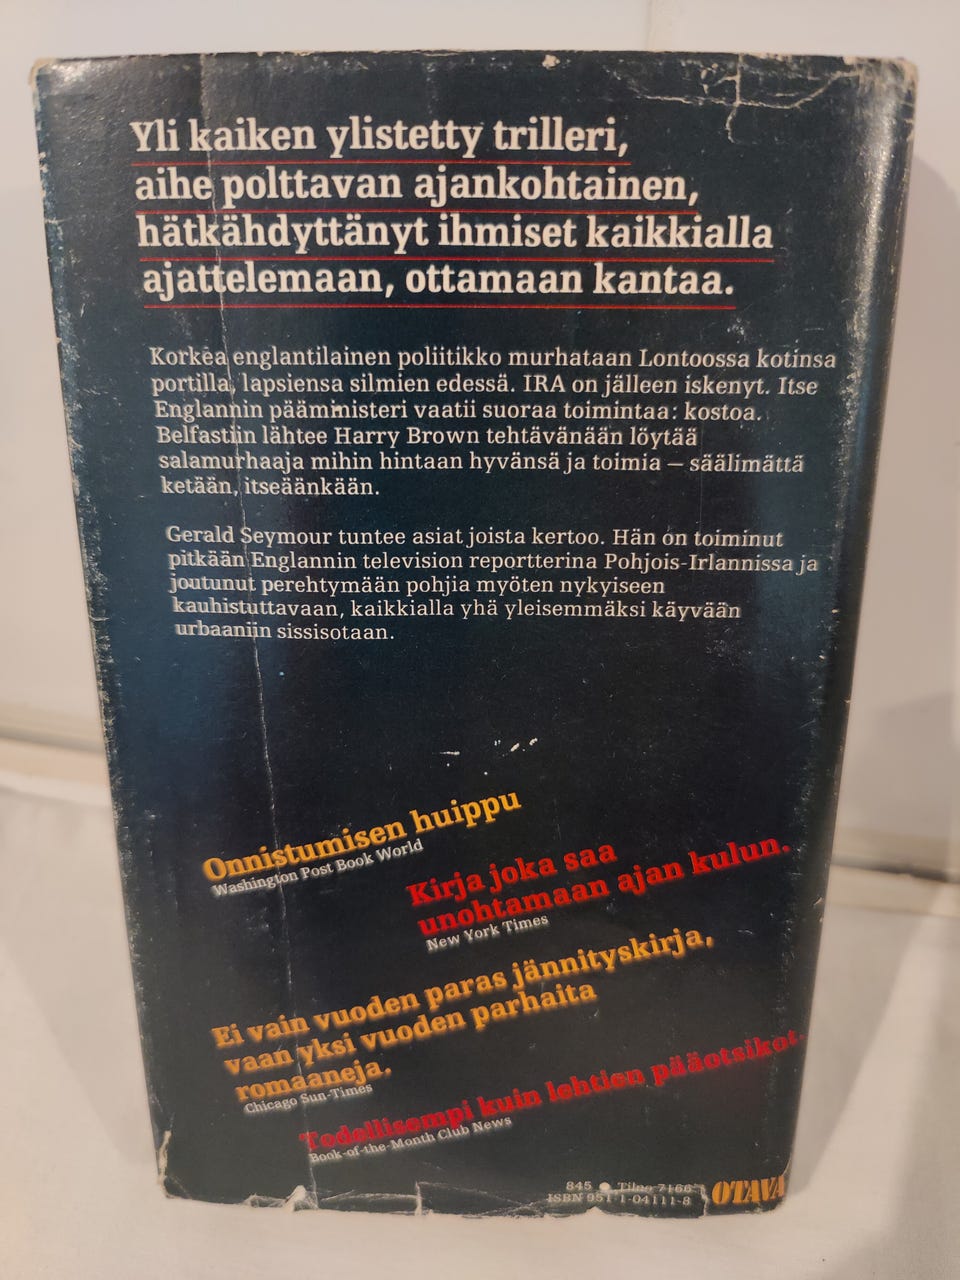 Yli kaiken ylistetty trilleri,
aihe polttavan ajankohtainen,
hätkähdyttänyt ihmiset kaikkialla
ajattelemaan, ottamaan kantaa.
Korkea englantilainen poliitikko murhataan Lontoossa kotinsa
portilla, lapsiensa silmien edessä. IRA on jälleen iskenyt. Itse
Englannin pääministeri vaatii suoraa toimintaa: kostoa.
Belfastiin lähtee Harry Brown tehtävänään löytää
salamurhaaja mihin hintaan hyvänsä ja toimia — säälimättä
ketään, itseäänkään.
Gerald Seymour tuntee asiat joista kertoo. Hän on toiminut
pitkään Englannin television reportterina Pohjois-Irlannissa ja
joutunut perehtymään pohjia myöten nykyiseen
kauhistuttavaan, kaikkialla yhä yleisemmäksi käyvään
urbaaniin sissisotaan.
Onnistumisen huippu
Washington Post Book World
Kirja joka saa
unohtamaan ajan kulun.
New York Times
Ei vain vuoden paras jännityskirja,
vaan yksi vuoden parhaita
romaaneja.
Chicago Sun-Times
Todellisempi kuin lehtien pääotsikot.
Book-of-the-Month Club News
845 ● Tilno 7166
ISBN 951-1-04111-8
OTAVA